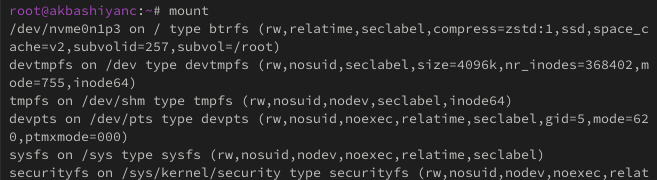 root@akbashiyanc:~# mount
/dev/nvme0n1p3 on / type btrfs (rw,relatime,seclabel,compress=zstd:1,ssd,space_c
ache=v2,subvolid=257,subvol=/root)
devtmpfs on /dev type devtmpfs (rw,nosuid,seclabel,size=4096k,nr_inodes=368402,m
ode=755,inode64)
tmpfs on /dev/shm type tmpfs (rw,nosuid,nodev,seclabel,inode64)
devpts on /dev/pts type devpts (rw,nosuid,noexec,relatime,seclabel,gid=5,mode=62
0,ptmxmode=000)
sysfs on /sys type sysfs (rw,nosuid,nodev,noexec,relatime,seclabel)
securityfs on /sys/kernel/security type securityfs (rw,nosuid,nodev,noexec,relat